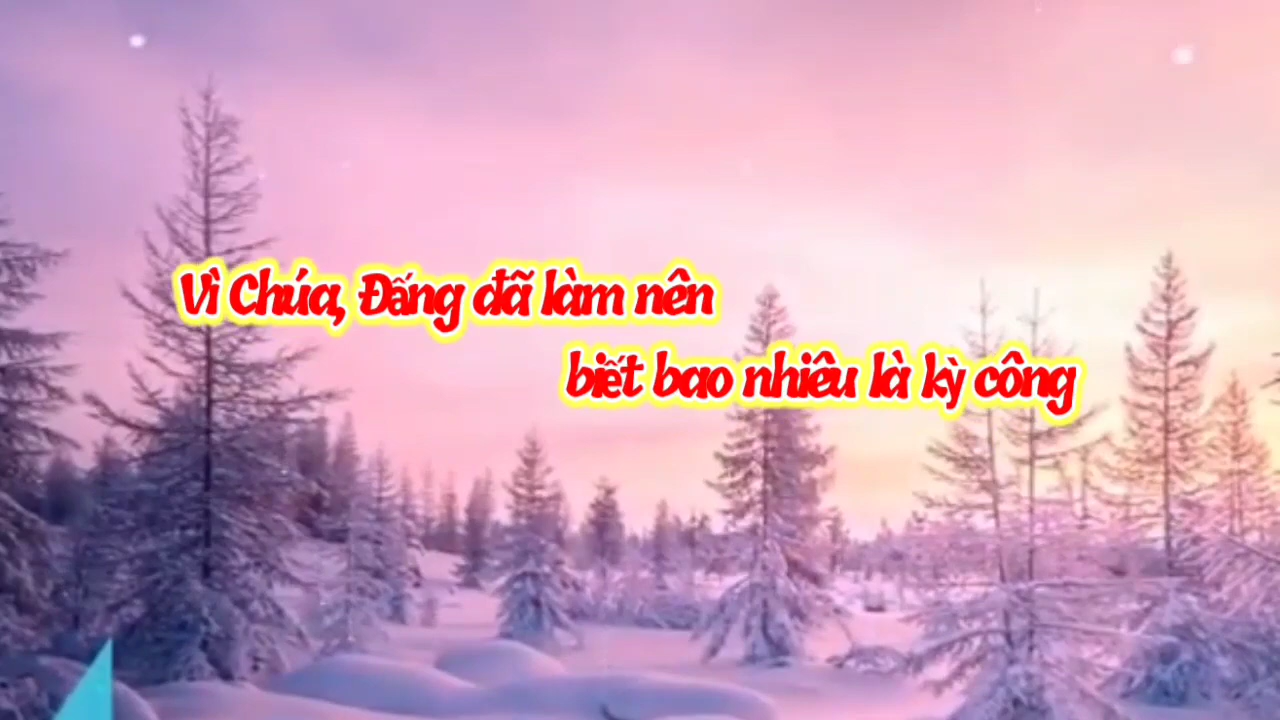 Vì Chúa, Đấng đã làm nên
biết bao nhiêu là kỳ công